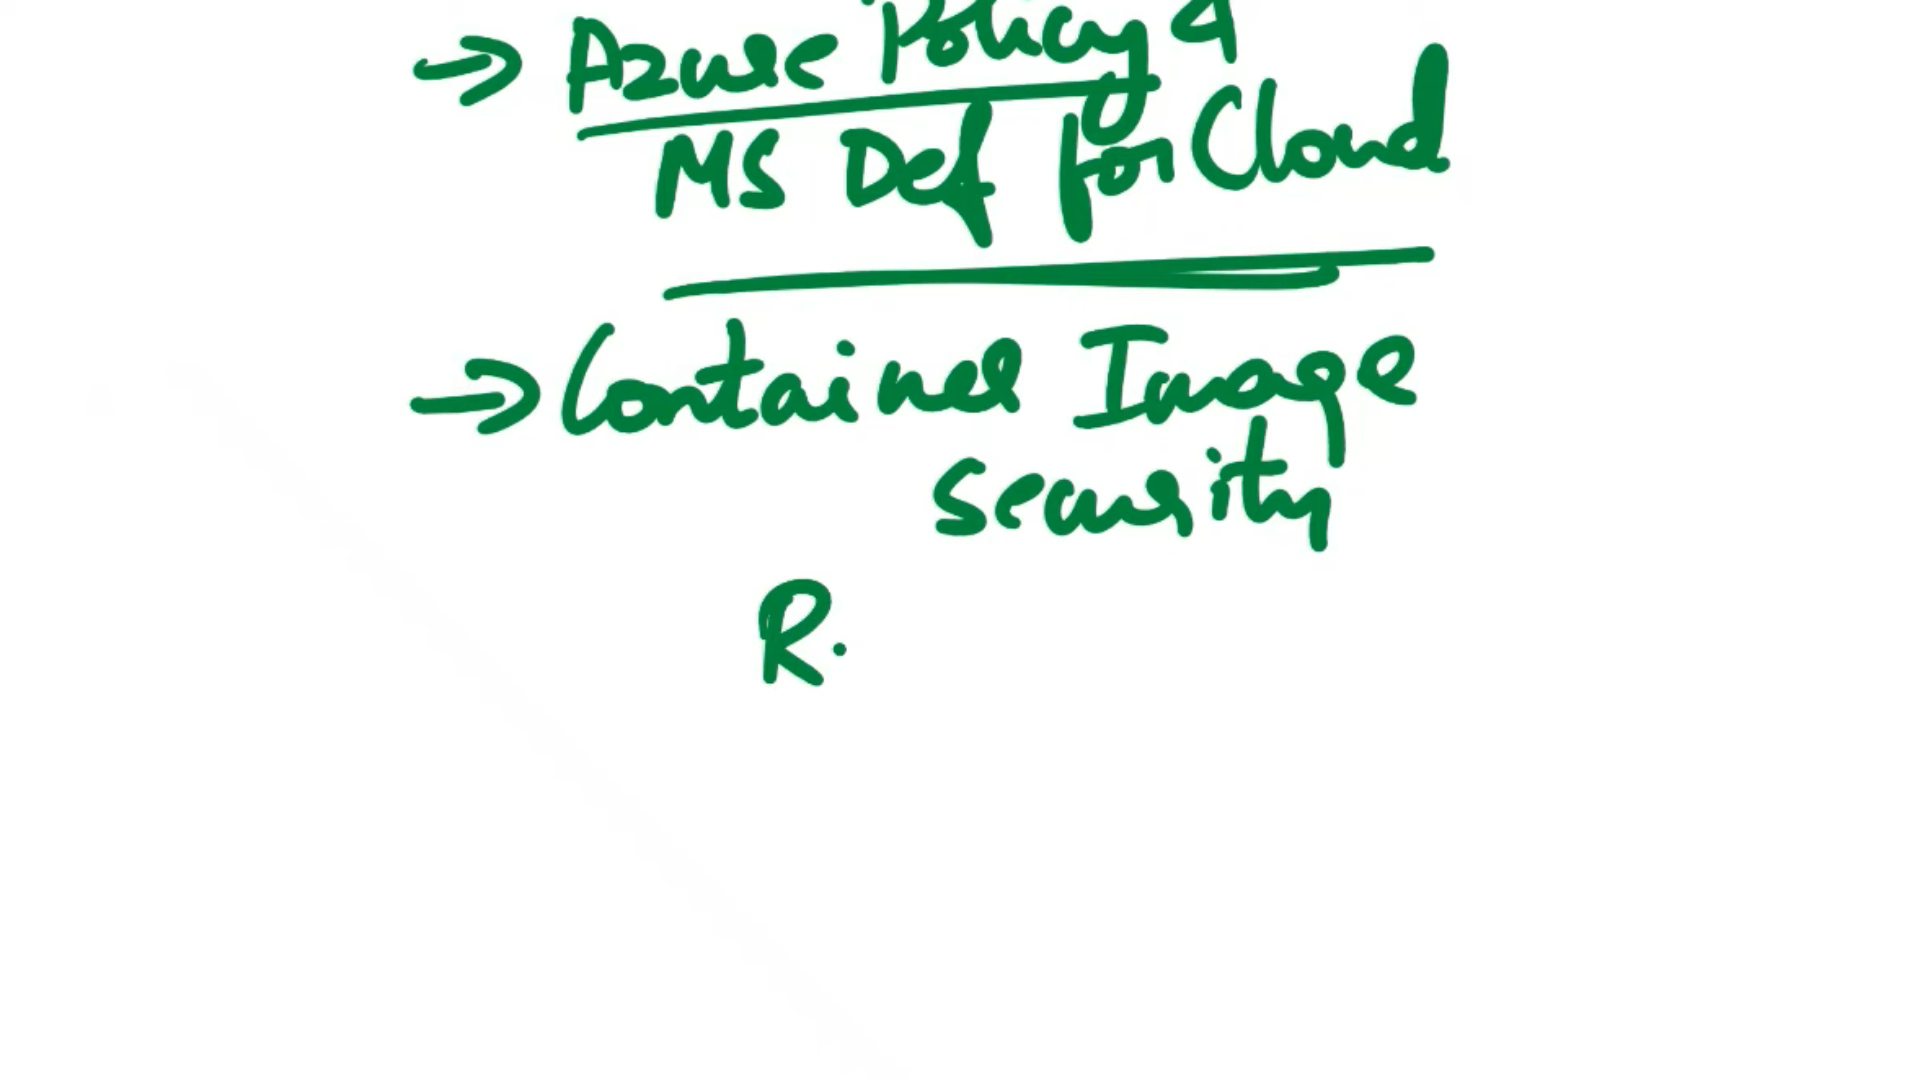 → Azure Policy &
MS Def for Cloud
→ Container Image
security
R.